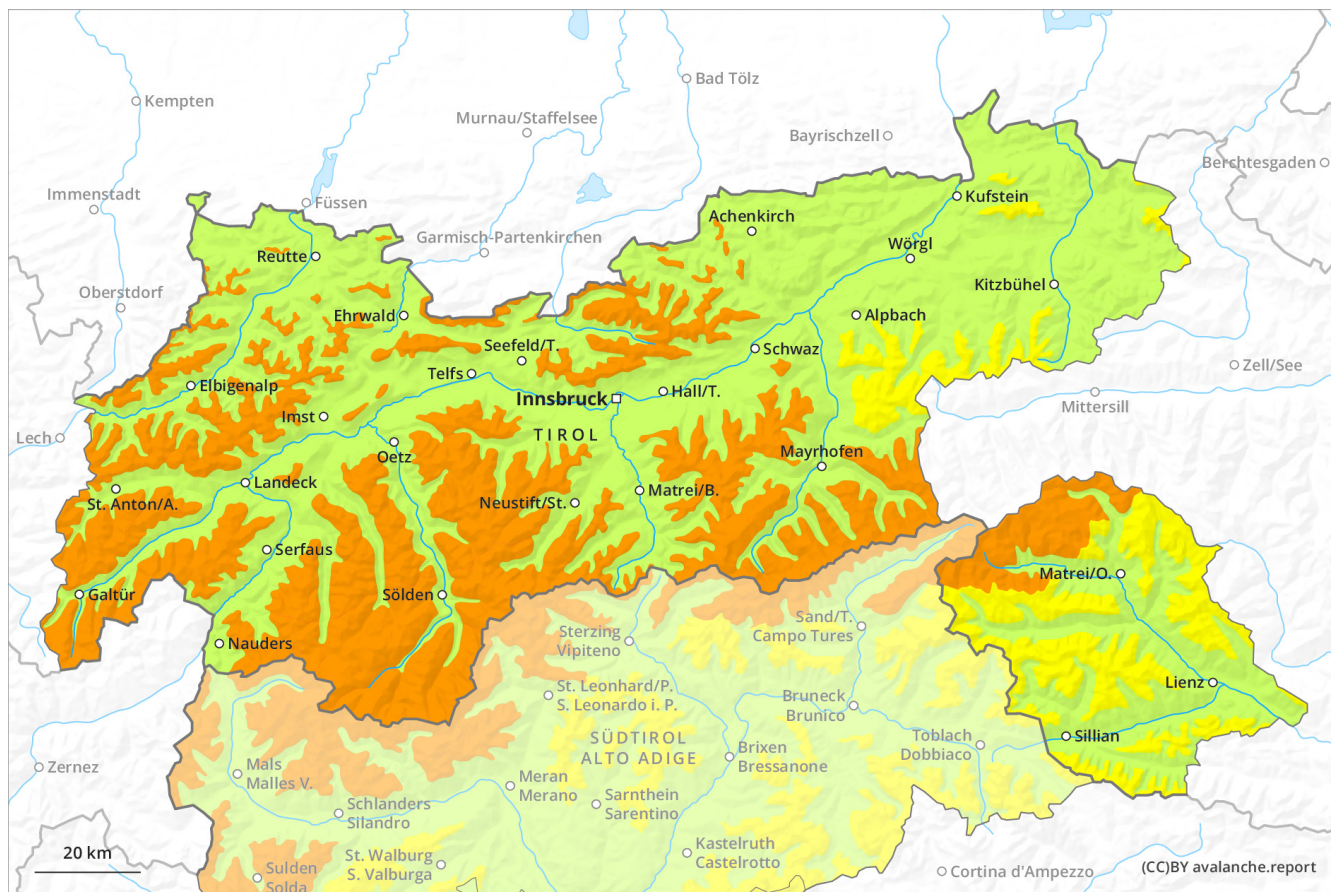 Kempten
Bad Tölz
Murnau/Staffelsee
Bayrischzell
Berchtesgaden
Immenstadt
Füssen
Kufstein
Achenkirch
Garmisch-Partenkirchen
Wörgl
Reutte
Kitzbühel
Oberstdorf
Ehrwald
Alpbach
Seefeld/T.
Schwaz
Zell/See
Telfs
Elbigenalp
Hall/T.
Innsbruck
Mittersill
Imst
Lech
TIROL
Oetz
Mayrhofen
Landeck
Matrei/B.
St. Anton/A.
Neustift/St.
Serfaus
Matrei/O.
Galtür
Sölden
Sand/T.
Campo Tures
Sterzing
Vipiteno
Nauders
Lienz
St. Leonhard/P.
S. Leonardo i. P.
Bruneck
Brunico
SÜDTIROL
ALTO ADIGE
Toblach
Dobbiaco
Sillian
Brixen
Bressanone
Zernez
Mals
Malles V.
Meran
Merano
Sarnthein
Sarentino
Schlanders
Silandro
Kastelruth
Castelrotto
20 km
St. Walburg
S. Valburga
Sulden
Solda
Cortina d'Ampezzo
(CC)BY avalanche.report